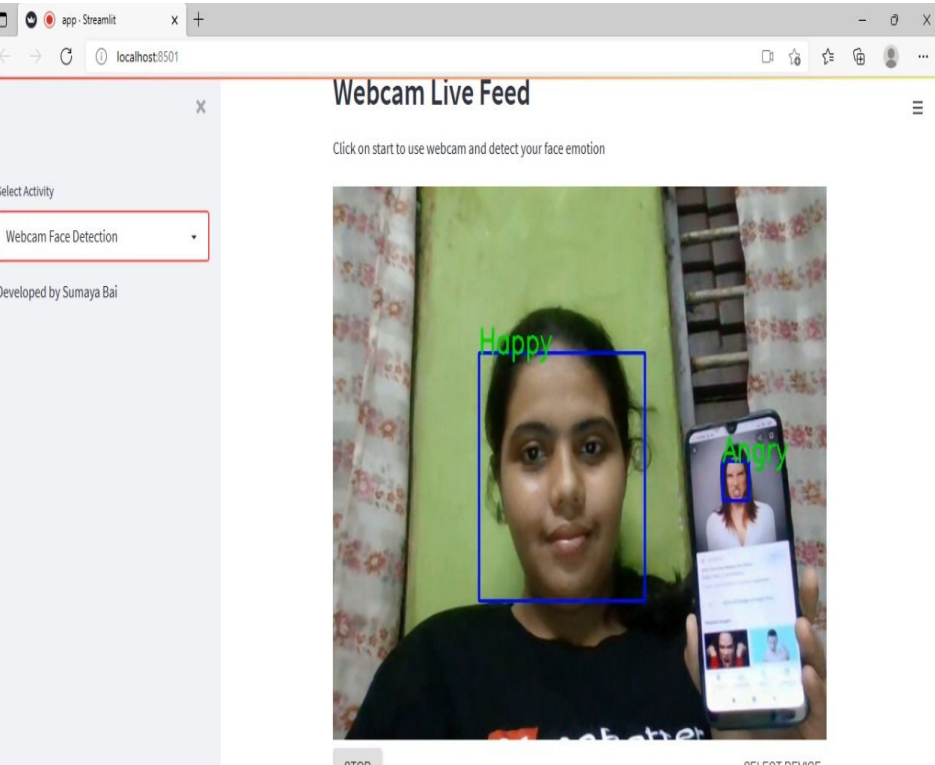 app · Streamlit
localhost:8501
Webcam Live Feed
Click on start to use webcam and detect your face emotion
Select Activity
Webcam Face Detection
Developed by Sumaya Bai
Happy
Angry
STOP
SELECT DEVICE